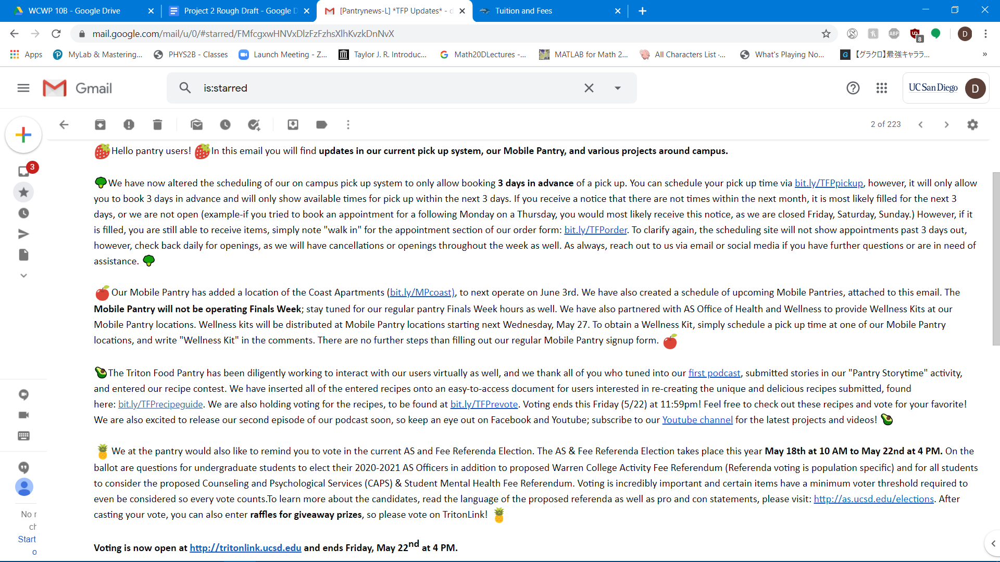 WCWP 10B - Google Drive
Project 2 Rough Draft - Google D
[Pantrynews-L] *TFP Updates* - d
Tuition and Fees
mail.google.com/mail/u/0/#starred/FMfcgxwHNVxDlzFzFzhsXlhKvzkDnNvX
ABP
8
D
Apps
MyLab & Mastering...
PHYS2B - Classes
Launch Meeting - Z...
Taylor J. R. Introduc...
Math20DLectures -...
MATLAB for Math 2...
All Characters List ·...
What's Playing No...
【グラクロ】最強キャララ...
»
Gmail
is:starred
UC San Diego
D
2 of 223
3
Hello pantry users! In this email you will find updates in our current pick up system, our Mobile Pantry, and various projects around campus.
We have now altered the scheduling of our on campus pick up system to only allow booking 3 days in advance of a pick up. You can schedule your pick up time via bit.ly/TFPpickup, however, it will only allow
you to book 3 days in advance and will only show available times for pick up within the next 3 days. If you receive a notice that there are not times within the next month, it is most likely filled for the next 3
days, or we are not open (example-if you tried to book an appointment for a following Monday on a Thursday, you would most likely receive this notice, as we are closed Friday, Saturday, Sunday.) However, if it
is filled, you are still able to receive items, simply note "walk in" for the appointment section of our order form: bit.ly/TFPorder. To clarify again, the scheduling site will not show appointments past 3 days out,
however, check back daily for openings, as we will have cancellations or openings throughout the week as well. As always, reach out to us via email or social media if you have further questions or are in need of
assistance.
Our Mobile Pantry has added a location of the Coast Apartments (bit.ly/MPcoast), to next operate on June 3rd. We have also created a schedule of upcoming Mobile Pantries, attached to this email. The
Mobile Pantry will not be operating Finals Week; stay tuned for our regular pantry Finals Week hours as well. We have also partnered with AS Office of Health and Wellness to provide Wellness Kits at our
Mobile Pantry locations. Wellness kits will be distributed at Mobile Pantry locations starting next Wednesday, May 27. To obtain a Wellness Kit, simply schedule a pick up time at one of our Mobile Pantry
locations, and write "Wellness Kit" in the comments. There are no further steps than filling out our regular Mobile Pantry signup form.
The Triton Food Pantry has been diligently working to interact with our users virtually as well, and we thank all of you who tuned into our first podcast, submitted stories in our "Pantry Storytime" activity,
and entered our recipe contest. We have inserted all of the entered recipes onto an easy-to-access document for users interested in re-creating the unique and delicious recipes submitted, found
here: bit.ly/TFPrecipeguide. We are also holding voting for the recipes, to be found at bit.ly/TFPrevote. Voting ends this Friday (5/22) at 11:59pm! Feel free to check out these recipes and vote for your favorite!
We are also excited to release our second episode of our podcast soon, so keep an eye out on Facebook and Youtube; subscribe to our Youtube channel for the latest projects and videos!
We at the pantry would also like to remind you to vote in the current AS and Fee Referenda Election. The AS & Fee Referenda Election takes place this year May 18th at 10 AM to May 22nd at 4 PM. On the
ballot are questions for undergraduate students to elect their 2020-2021 AS Officers in addition to proposed Warren College Activity Fee Referendum (Referenda voting is population specific) and for all students
to consider the proposed Counseling and Psychological Services (CAPS) & Student Mental Health Fee Referendum. Voting is incredibly important and certain items have a minimum voter threshold required to
even be considered so every vote counts.To learn more about the candidates, read the language of the proposed referenda as well as pro and con statements, please visit: http://as.ucsd.edu/elections. After
casting your vote, you can also enter raffles for giveaway prizes, so please vote on TritonLink!
Voting is now open at http://tritonlink.ucsd.edu and ends Friday, May 22nd at 4 PM.
No r
ch
Start
o